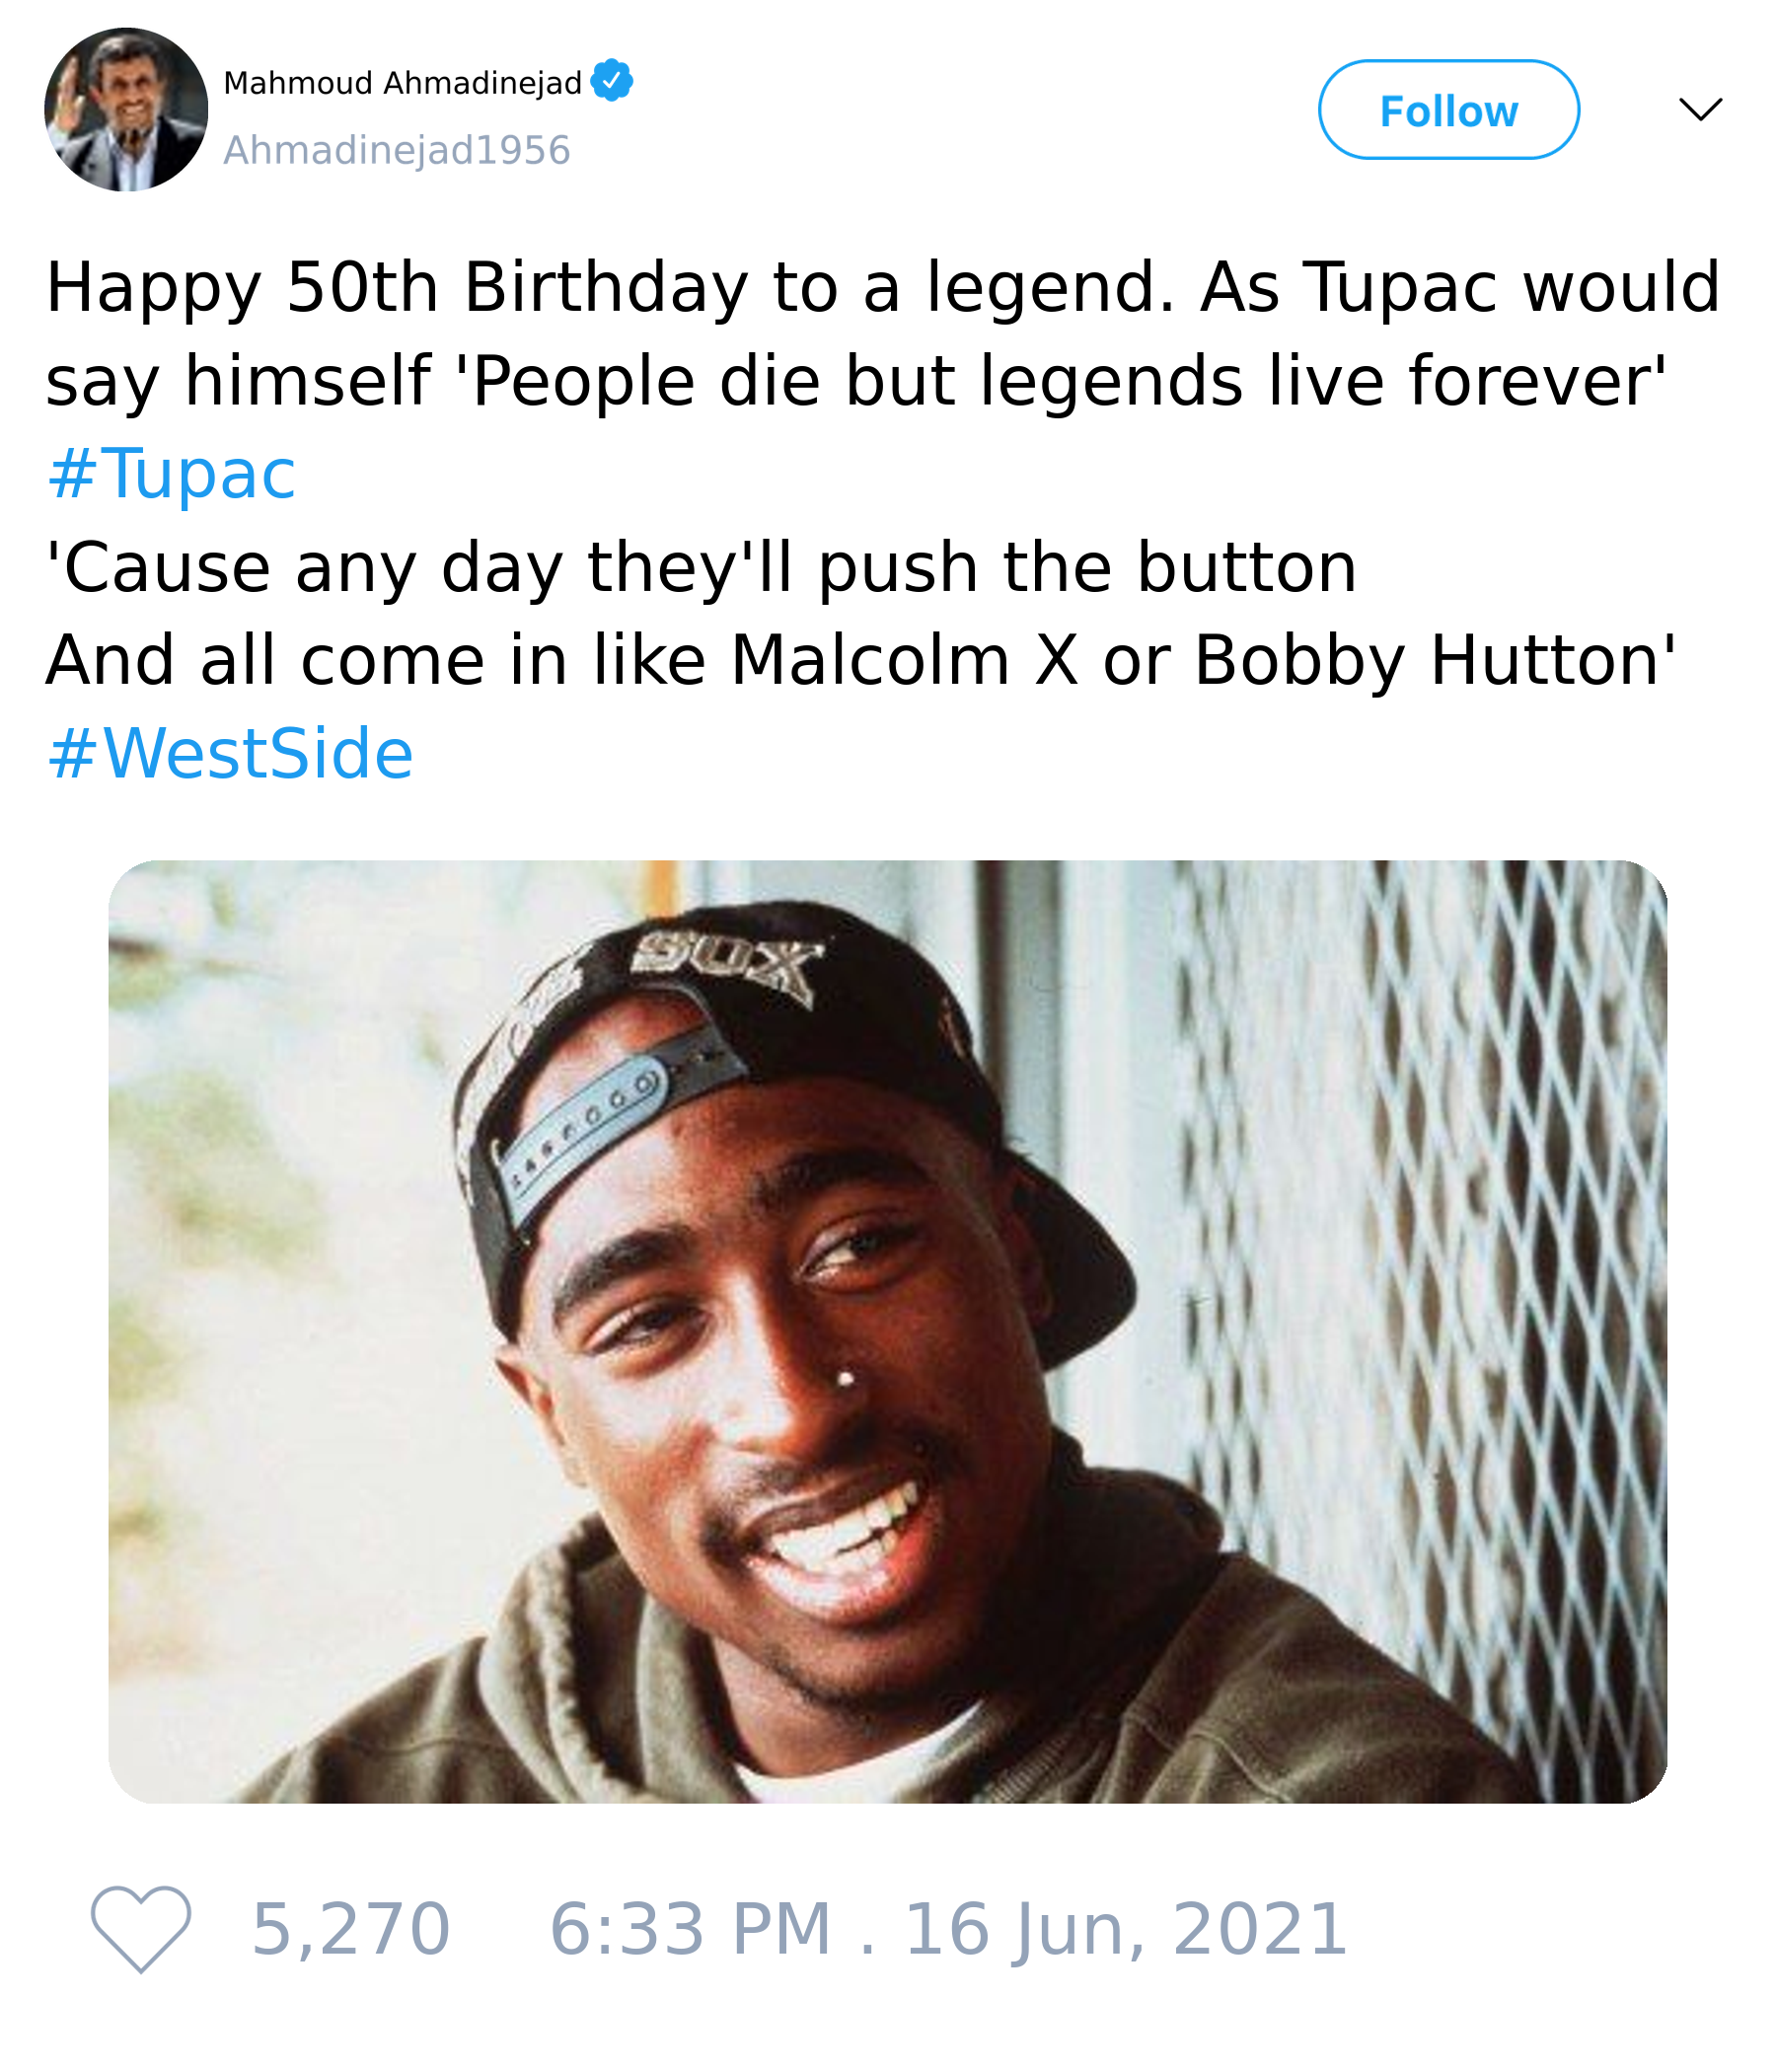 Mahmoud Ahmadinejad
Ahmadinejad1956
Follow
Happy 50th Birthday to a legend. As Tupac would
say himself 'People die but legends live forever'
#Tupac
'Cause any day they'll push the button
And all come in like Malcolm X or Bobby Hutton'
#WestSide
SOX
5,270 6:33 PM . 16 Jun, 2021